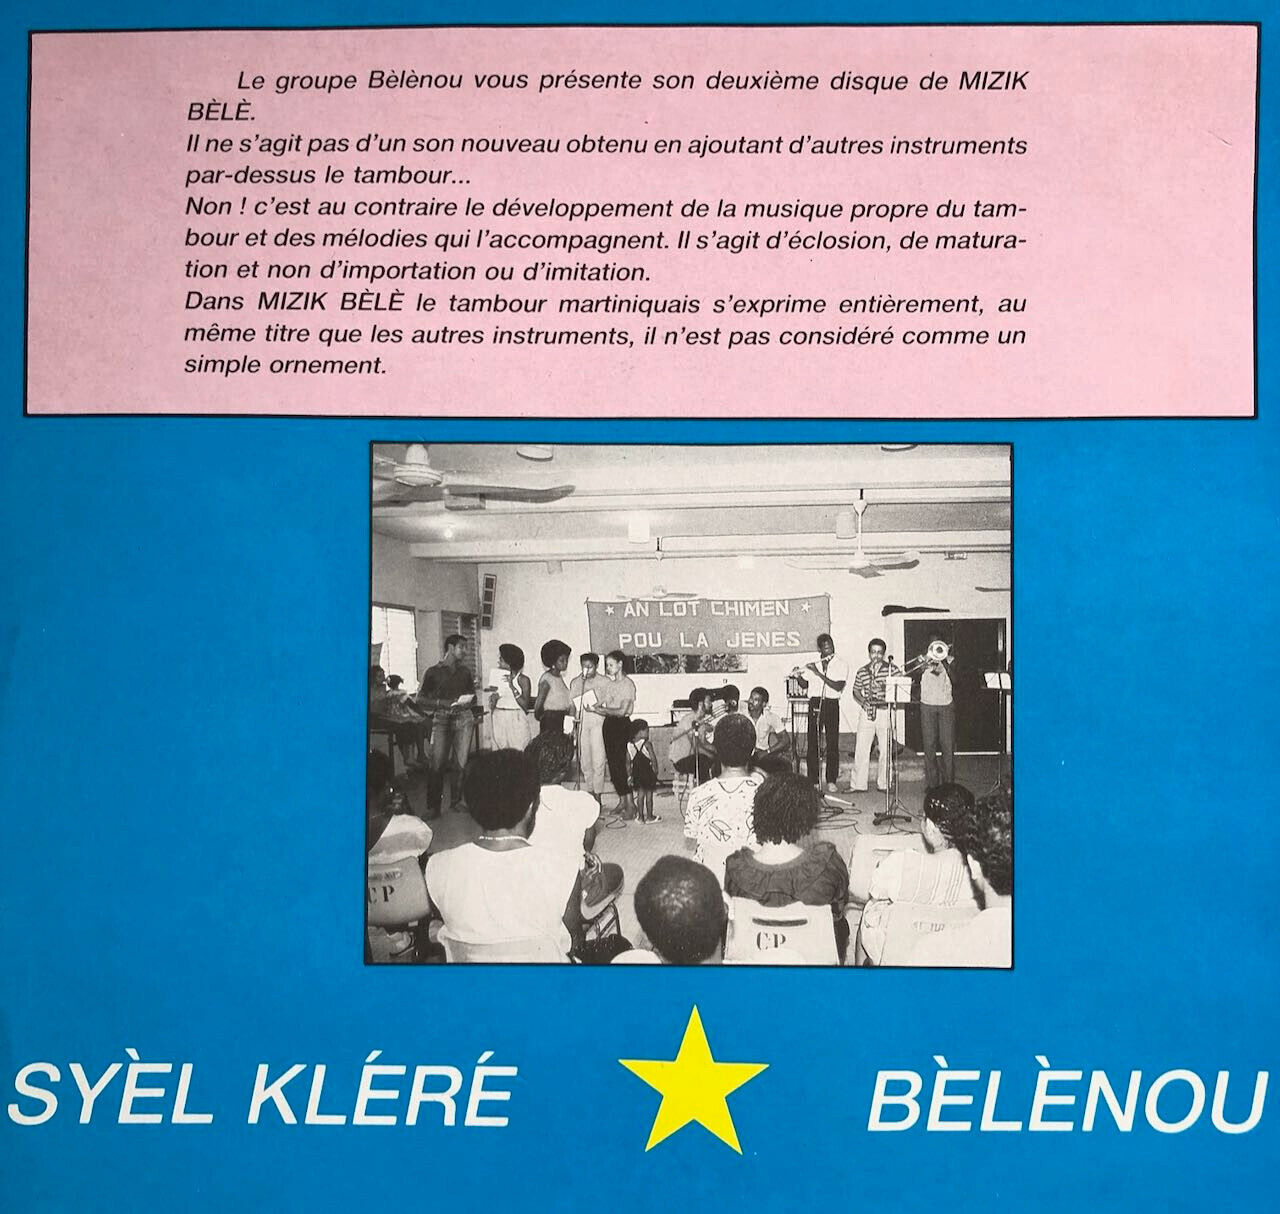 Le groupe Bèlènou vous présente son deuxième disque de MIZIK
BÈLÈ.
Il ne s'agit pas d'un son nouveau obtenu en ajoutant d'autres instruments
par-dessus le tambour...
Non ! c'est au contraire le développement de la musique propre du tam-
bour et des mélodies qui l'accompagnent. Il s'agit d'éclosion, de matura-
tion et non d'importation ou d'imitation.
Dans MIZIK BÈLÈ le tambour martiniquais s'exprime entièrement, au
même titre que les autres instruments, il n'est pas considéré comme un
simple ornement.
★ AN LOT CHIMEN ★
POU LA JENES
CP
CP
SYÈL KLÉRÉ ★ BÈLÈNOU